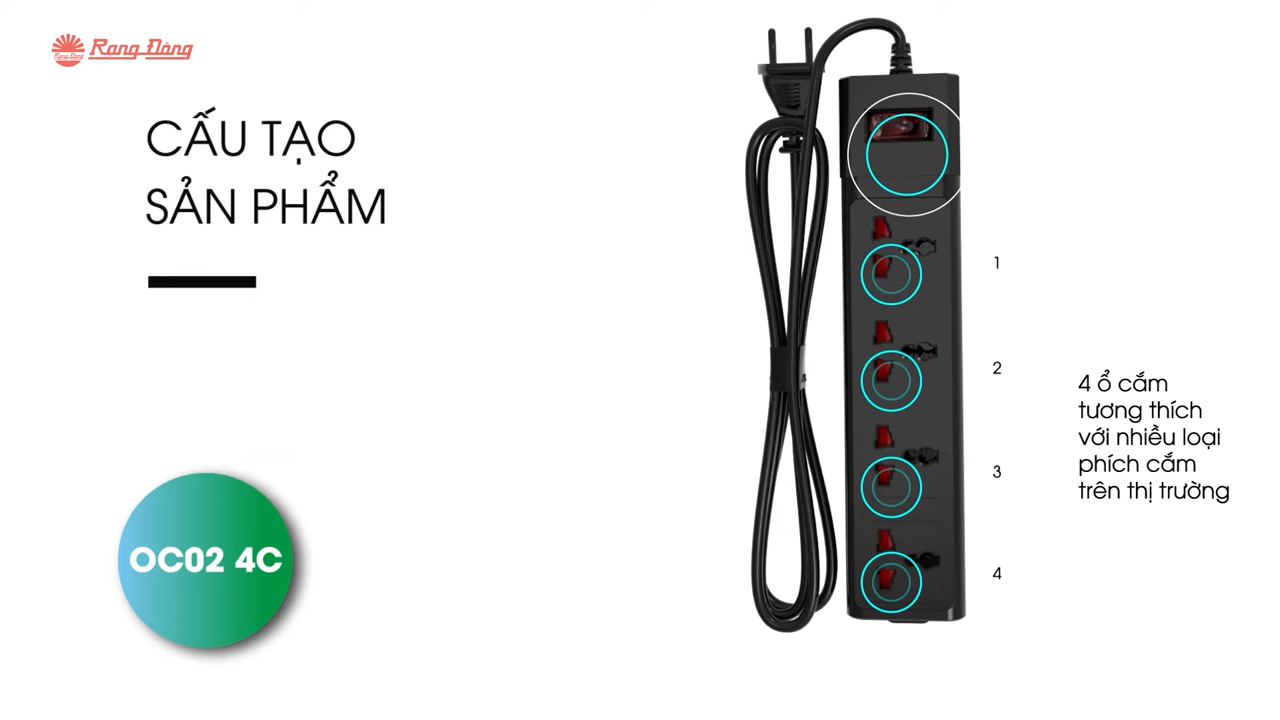 Rạng Đông
CẤU TẠO
SẢN PHẨM
1
2
3
4
4 ổ cắm
tương thích
với nhiều loại
phích cắm
trên thị trường
OC02 4C